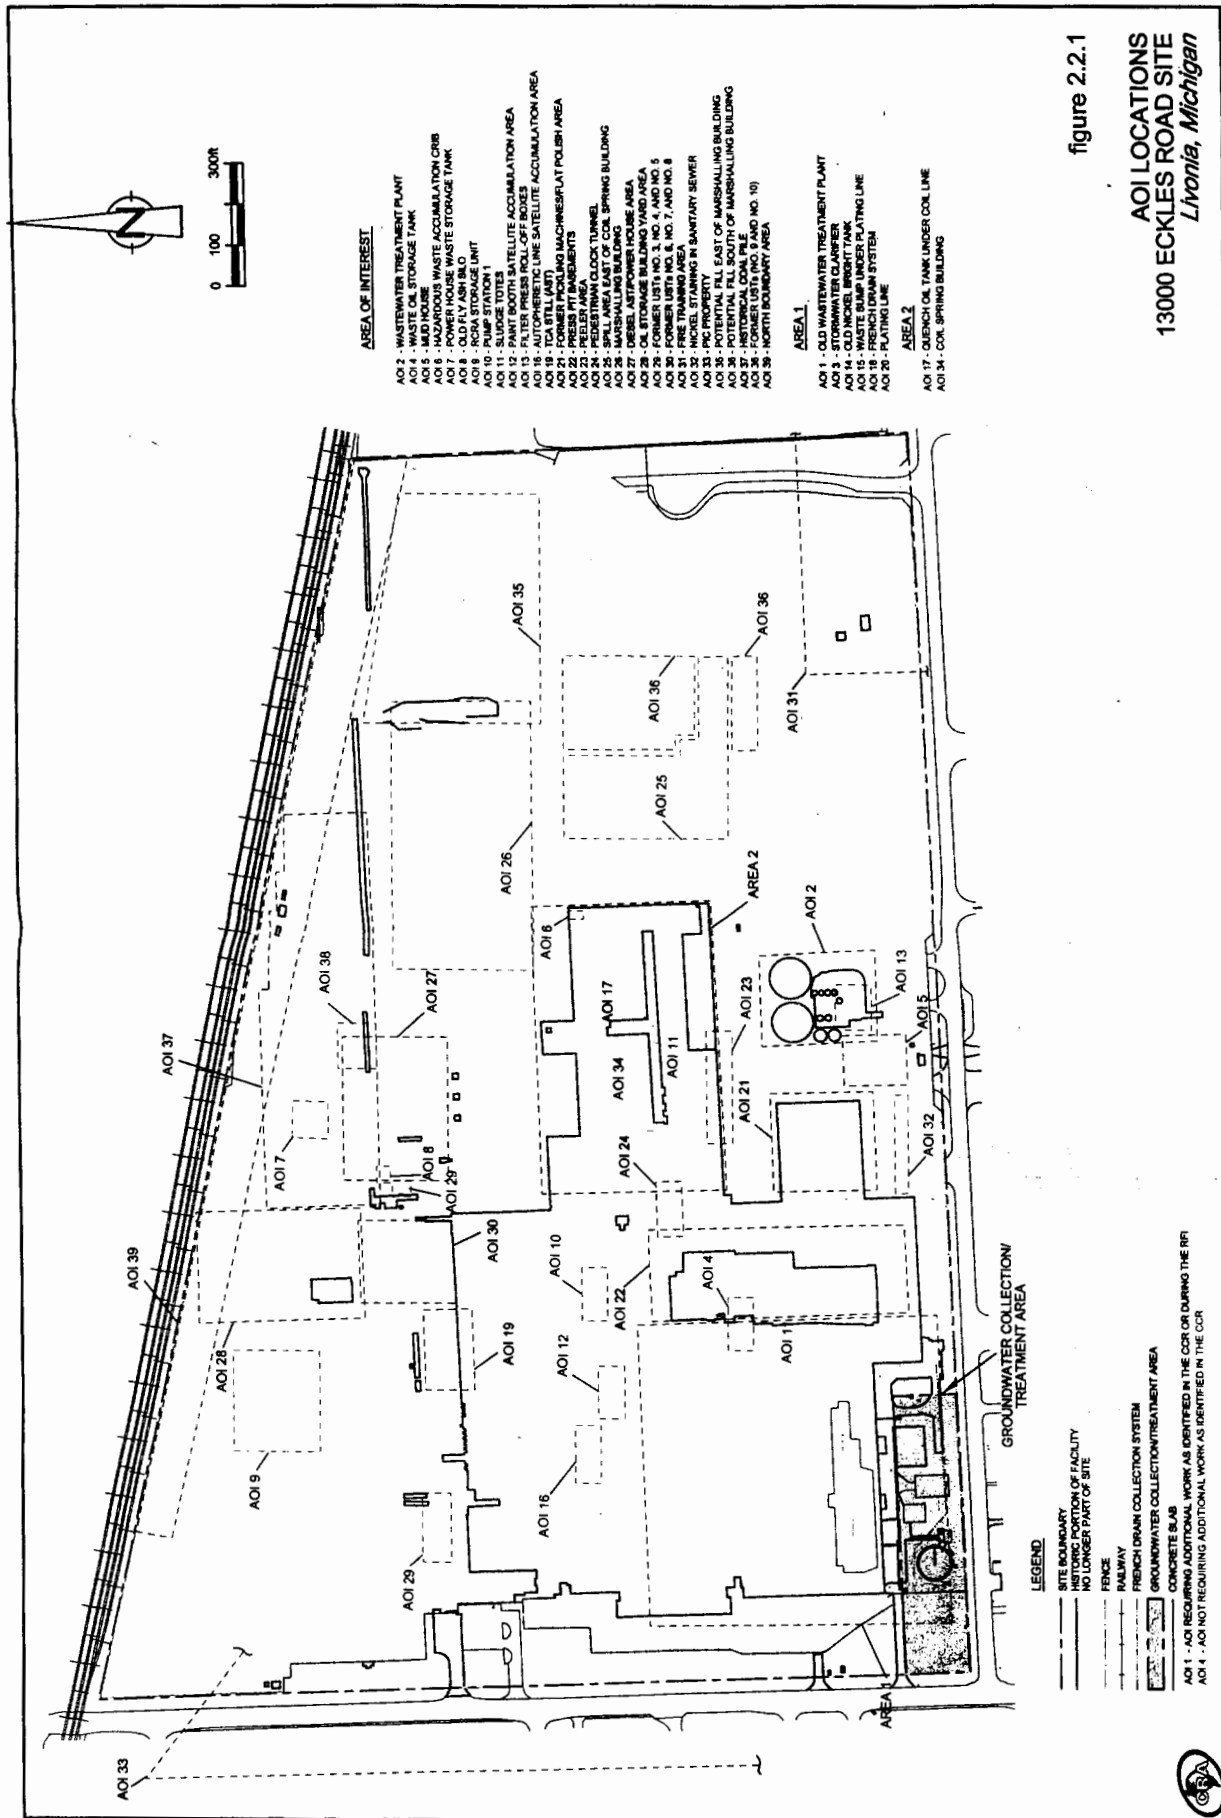 N
0
100
300ft
AREA OF INTEREST
AOI 2 - WASTEWATER TREATMENT PLANT
AOI 4 - WASTE OIL STORAGE TANK
AOI 5 - MUD HOUSE
AOI 6 - HAZARDOUS WASTE ACCUMULATION CRIB
AOI 7 - POWER HOUSE WASTE STORAGE TANK
AOI 8 - OLD FLY ASH SILO
AOI 9 - RCRA STORAGE UNIT
AOI 10 - PUMP STATION 1
AOI 11 - SLUDGE TOTES
AOI 12 - PAINT BOOTH SATELLITE ACCUMULATION AREA
AOI 13 - FILTER PRESS ROLL-OFF BOXES
AOI 16 - AUTOPHERETIC LINE SATELLITE ACCUMULATION AREA
AOI 19 - TCA STILL (AST)
AOI 21 - FORMER PICKLING MACHINES/FLAT POLISH AREA
AOI 22 - PRESS PIT BASEMENTS
AOI 23 - PEELER AREA
AOI 24 - PEDESTRIAN CLOCK TUNNEL
AOI 25 - SPILL AREA EAST OF COIL SPRING BUILDING
AOI 26 - MARSHALLING BUILDING
AOI 27 - DIESEL AST/POWER HOUSE AREA
AOI 28 - OIL STORAGE BUILDING YARD AREA
AOI 29 - FORMER USTs NO. 3, NO. 4, AND NO. 5
AOI 30 - FORMER USTs NO. 6, NO. 7, AND NO. 8
AOI 31 - FIRE TRAINING AREA
AOI 32 - NICKEL STAINING IN SANITARY SEWER
AOI 33 - PIC PROPERTY
AOI 35 - POTENTIAL FILL EAST OF MARSHALLING BUILDING
AOI 36 - POTENTIAL FILL SOUTH OF MARSHALLING BUILDING
AOI 37 - HISTORICAL COAL PILE
AOI 38 - FORMER USTs (NO. 9 AND NO. 10)
AOI 39 - NORTH BOUNDARY AREA
AREA 1
AOI 1 - OLD WASTEWATER TREATMENT PLANT
AOI 3 - STORMWATER CLARIFIER
AOI 14 - OLD NICKEL BRIGHT TANK
AOI 15 - WASTE SUMP UNDER PLATING LINE
AOI 18 - FRENCH DRAIN SYSTEM
AOI 20 - PLATING LINE
AREA 2
AOI 17 - QUENCH OIL TANK UNDER COIL LINE
AOI 34 - COIL SPRING BUILDING
AOI 33
AOI 39
AOI 37
AOI 38
AOI 28
AOI 9
AOI 7
AOI 27
AOI 8
AOI 29
AOI 29
AOI 30
AOI 19
AOI 26
AOI 35
AOI 16
AOI 12
AOI 10
AOI 6
AOI 22
AOI 24
AOI 34
AOI 17
AOI 11
AOI 25
AOI 36
AOI 36
AOI 4
AOI 11
AOI 21
AOI 23
AREA 2
AOI 2
AOI 13
AOI 5
AOI 32
AOI 31
AREA 1
GROUNDWATER COLLECTION/
TREATMENT AREA
LEGEND
SITE BOUNDARY
HISTORIC PORTION OF FACILITY
NO LONGER PART OF SITE
FENCE
RAILWAY
FRENCH DRAIN COLLECTION SYSTEM
GROUNDWATER COLLECTION/TREATMENT AREA
CONCRETE SLAB
AOI 1 - AOI REQUIRING ADDITIONAL WORK AS IDENTIFIED IN THE CCR OR DURING THE RFI
AOI 4 - AOI NOT REQUIRING ADDITIONAL WORK AS IDENTIFIED IN THE CCR
figure 2.2.1
AOI LOCATIONS
13000 ECKLES ROAD SITE
Livonia, Michigan
CRA